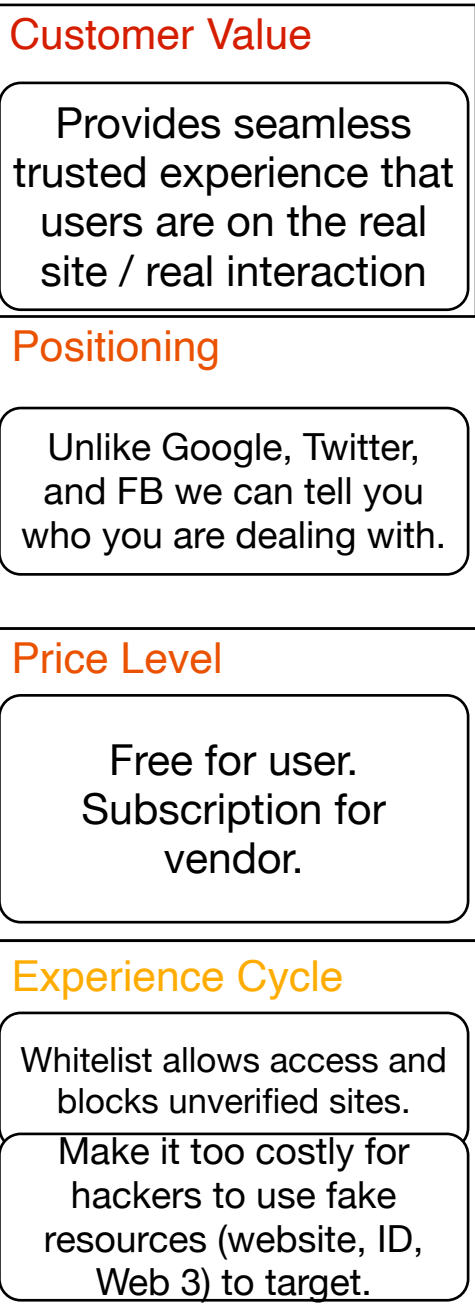 Customer Value
Provides seamless
trusted experience that
users are on the real
site / real interaction
Positioning
Unlike Google, Twitter,
and FB we can tell you
who you are dealing with.
Price Level
Free for user.
Subscription for
vendor.
Experience Cycle
Whitelist allows access and
blocks unverified sites.
Make it too costly for
hackers to use fake
resources (website, ID,
Web 3) to target.